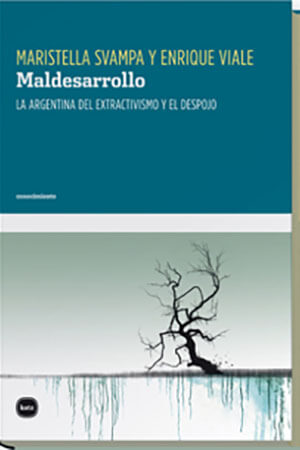 MARISTELLA SVAMPA Y ENRIQUE VIALE
Maldesarrollo
LA ARGENTINA DEL EXTRACTIVISMO Y EL DESPOJO
conocimiento
katz